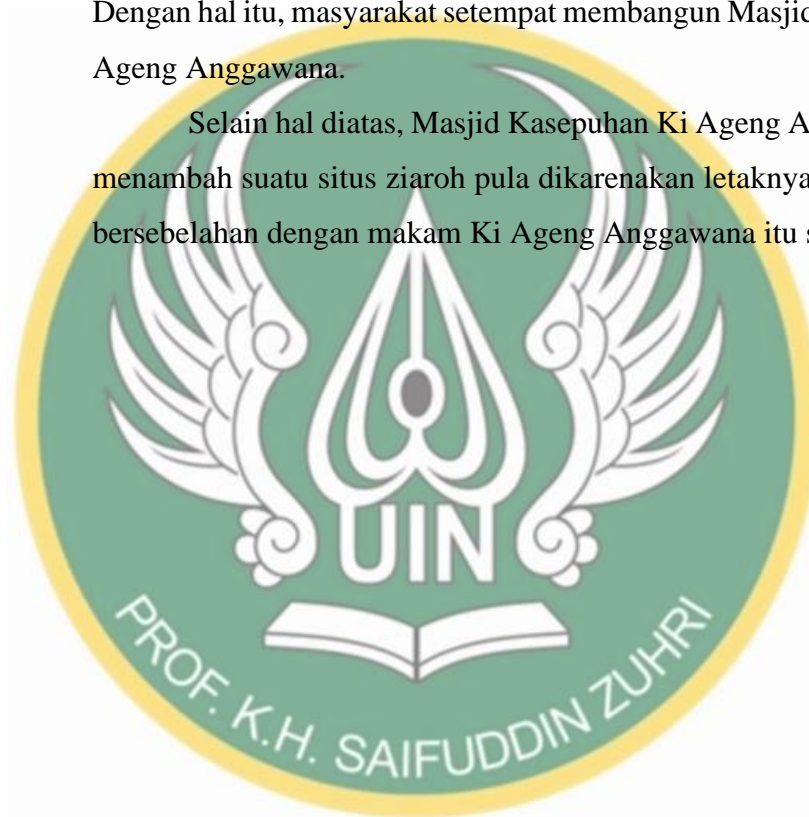 Dengan hal itu, masyarakat setempat membangun Masjid
Ageng Anggawana.
Selain hal diatas, Masjid Kasepuhan Ki Ageng A
menambah suatu situs ziaroh pula dikarenakan letaknya
bersebelahan dengan makam Ki Ageng Anggawana itu s
UIN
PROF. K.H. SAIFUDDIN ZUHRI